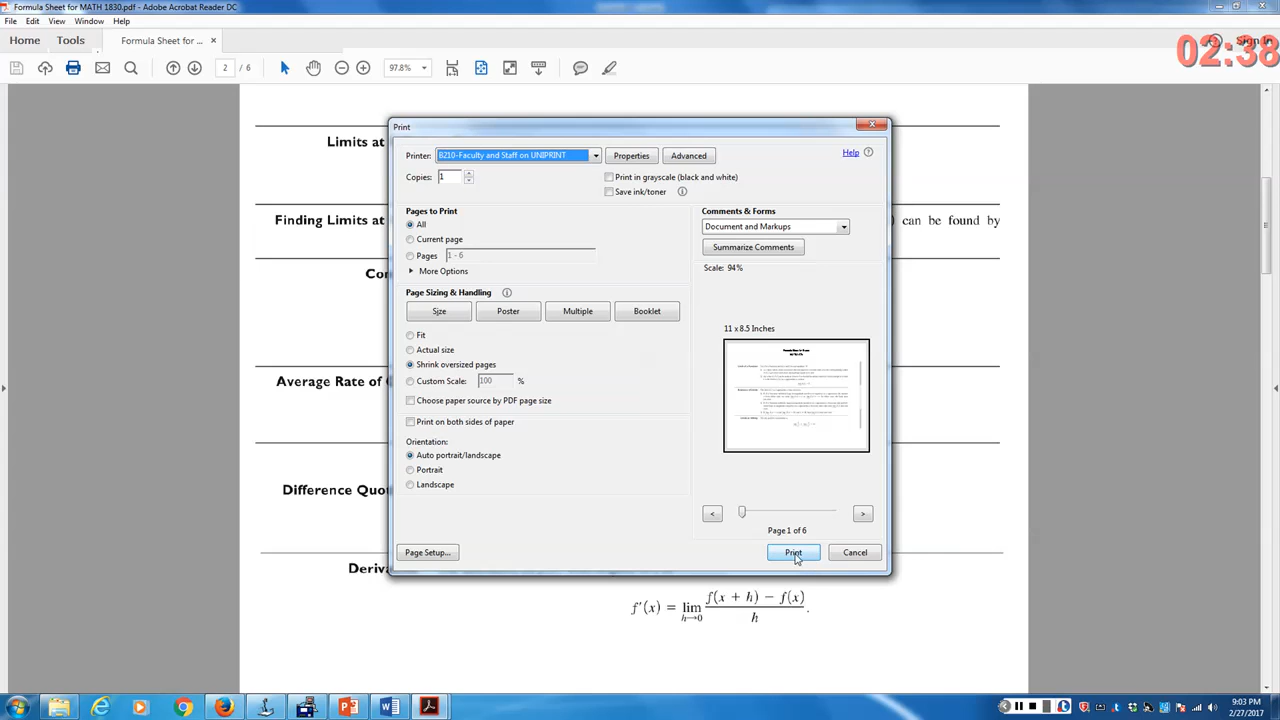 Formula Sheet for MATH 1830.pdf - Adobe Acrobat Reader DC
File Edit View Window Help
Home Tools Formula Sheet for ... × Sign In
02:38
2 / 6 97.8%
Print
Limits at
Printer: B210-Faculty and Staff on UNIPRINT Properties Advanced Help
Copies: 1 Print in grayscale (black and white)
Save ink/toner
Pages to Print Comments & Forms
All Document and Markups
Finding Limits at ) can be found by
Current page
Pages 1 - 6 Summarize Comments
More Options Scale: 94%
Page Sizing & Handling
Size Poster Multiple Booklet
11 x 8.5 Inches
Fit
Actual size
Shrink oversized pages
Average Rate of
Custom Scale: 100 %
Choose paper source by PDF page size
Print on both sides of paper
Orientation:
Auto portrait/landscape
Portrait
Landscape
Difference Quo
< >
Page 1 of 6
Page Setup... Print Cancel
Deriva
f′(x) = lim h→0 f(x + h) − f(x) / h .
9:03 PM
2/27/2017